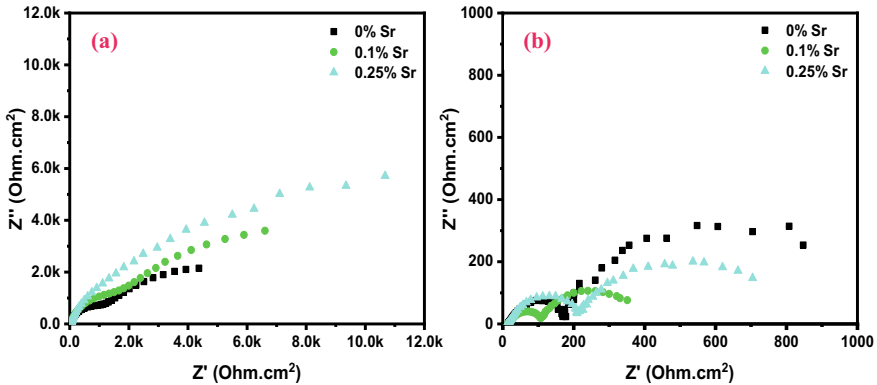 12.0k
10.0k
8.0k
6.0k
4.0k
2.0k
0.0
Z'' (Ohm.cm2)
(a)
0% Sr
0.1% Sr
0.25% Sr
0.0 2.0k 4.0k 6.0k 8.0k 10.0k 12.0k
Z' (Ohm.cm2)
1000
800
600
400
200
0
Z'' (Ohm.cm2)
(b)
0% Sr
0.1% Sr
0.25% Sr
0 200 400 600 800 1000
Z' (Ohm.cm2)